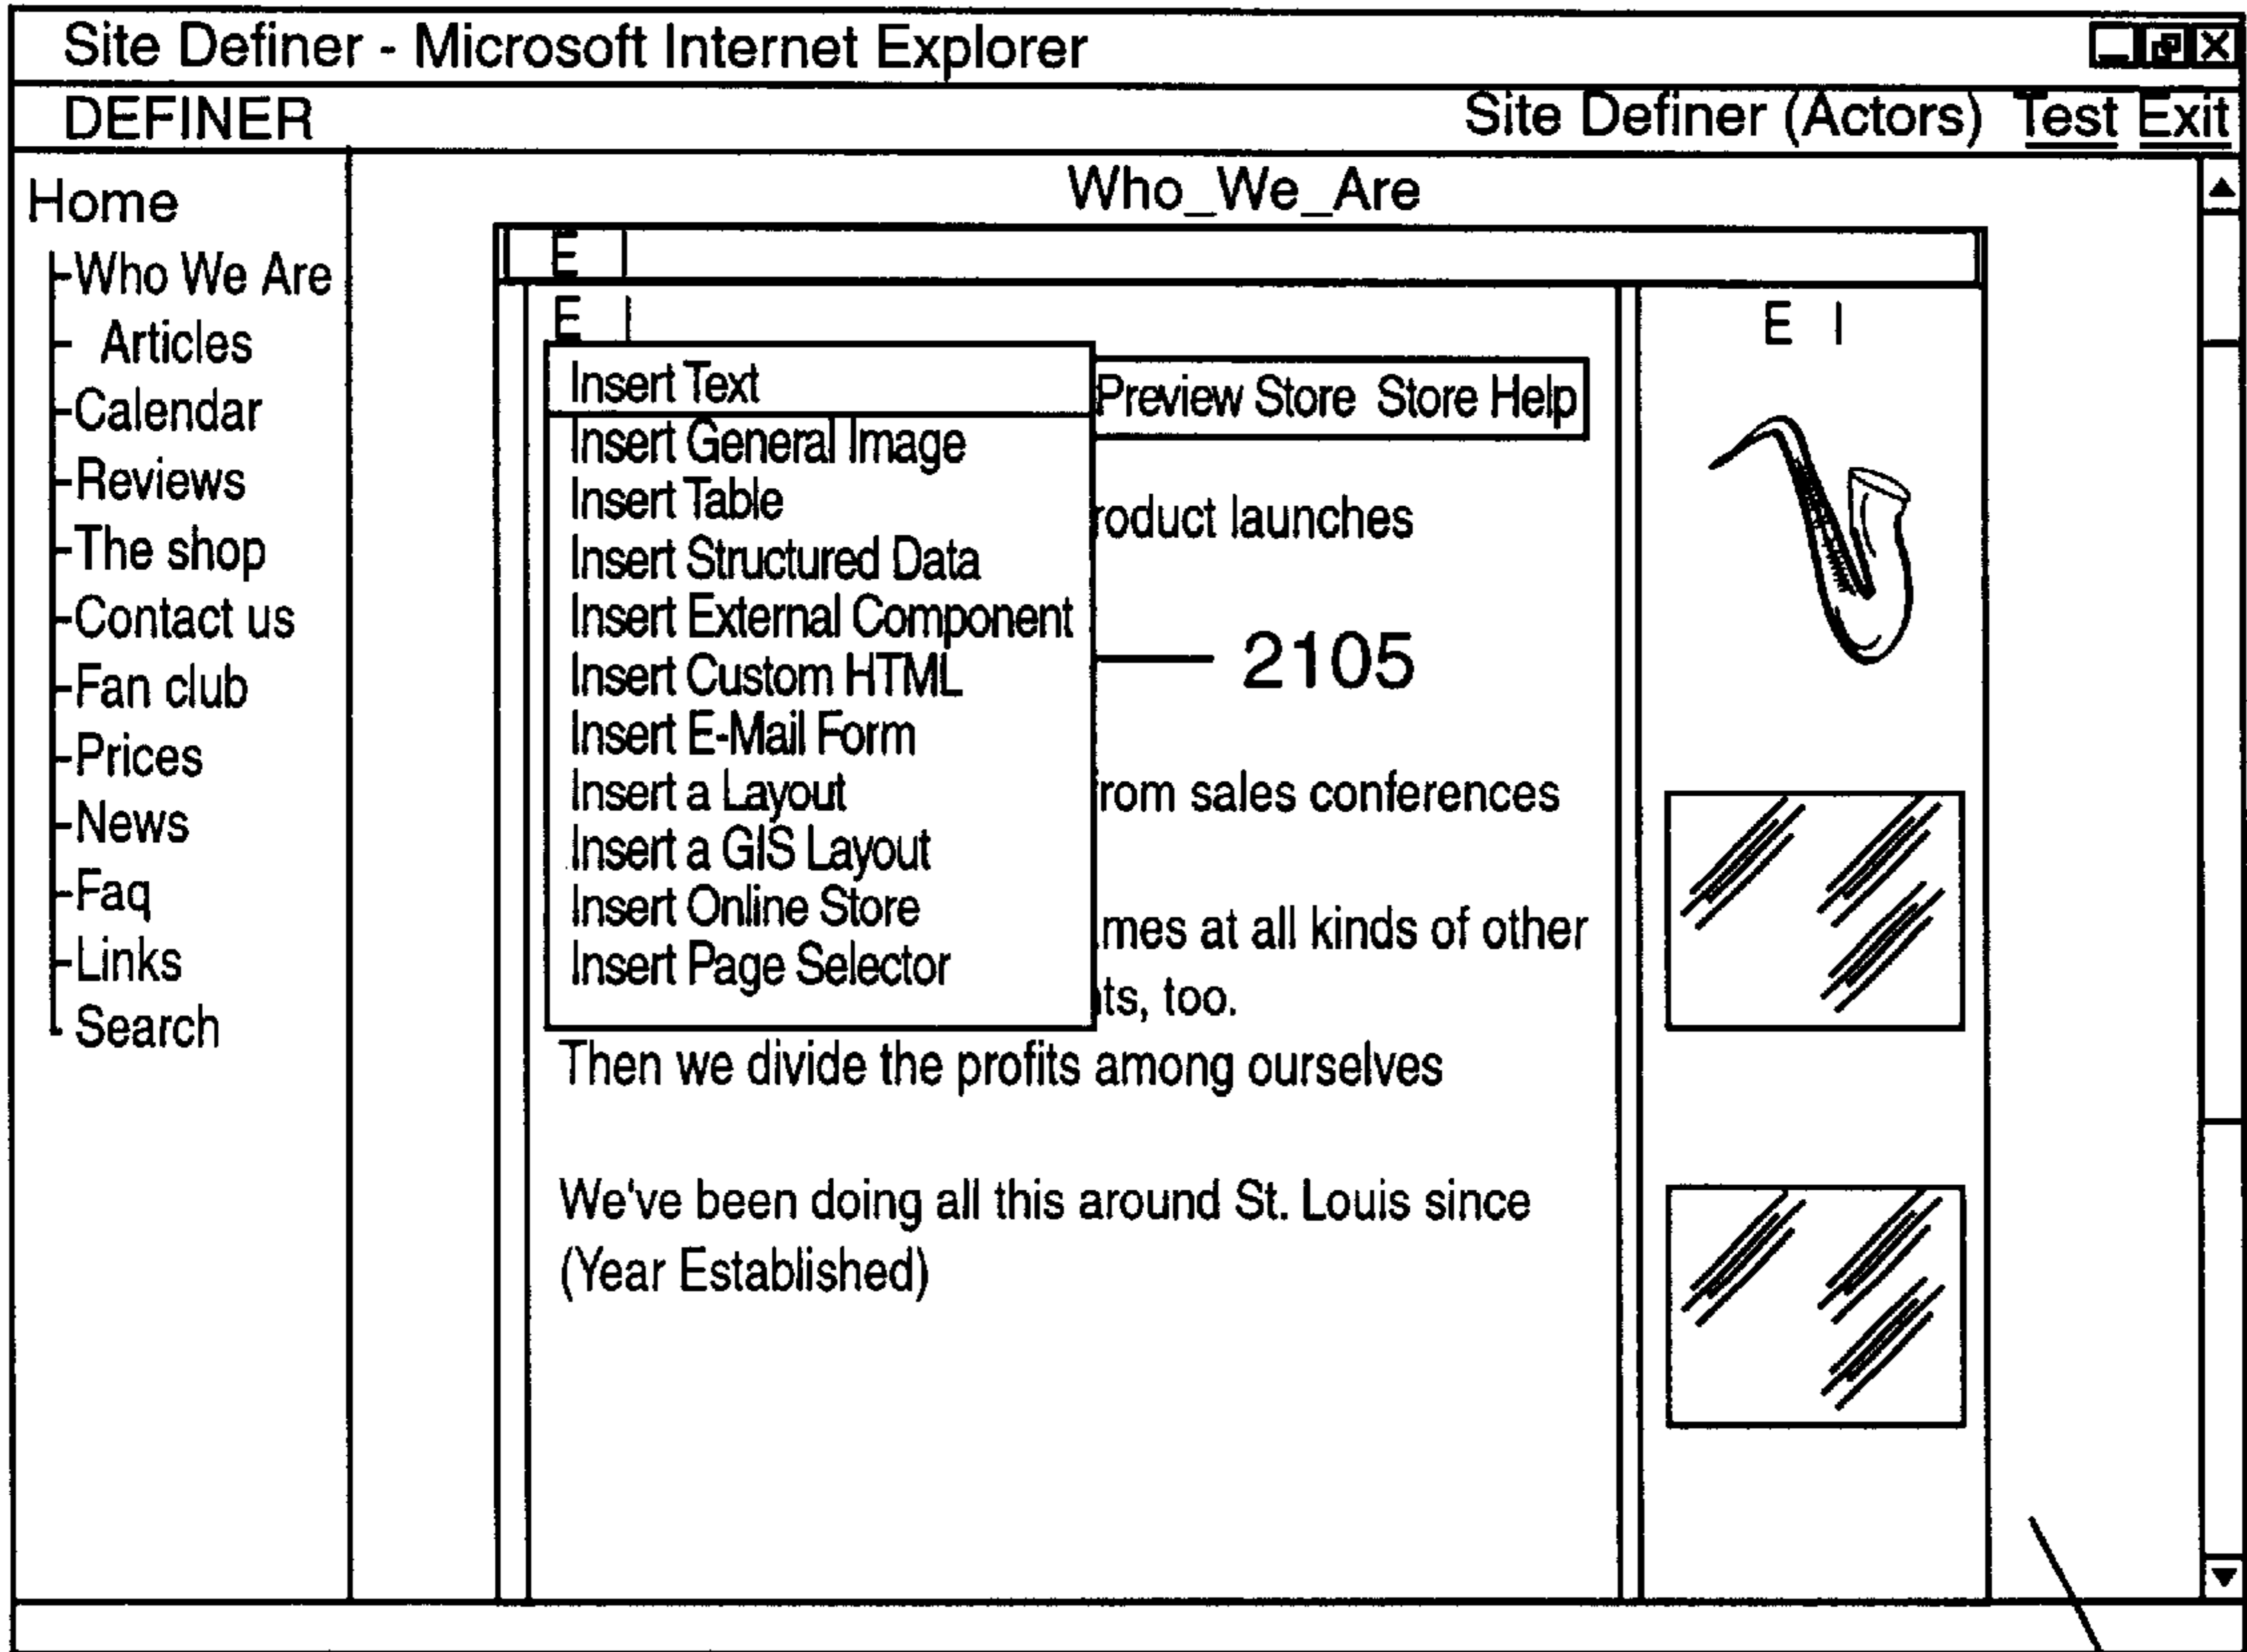 Site Definer - Microsoft Internet Explorer
DEFINER
Site Definer (Actors) Test Exit
Home
Who We Are
Articles
Calendar
Reviews
The shop
Contact us
Fan club
Prices
News
Faq
Links
Search
Who_We_Are
E
E
E I
Insert Text
Insert General Image
Insert Table
Insert Structured Data
Insert External Component
Insert Custom HTML
Insert E-Mail Form
Insert a Layout
Insert a GIS Layout
Insert Online Store
Insert Page Selector
Preview Store Store Help
roduct launches
2105
rom sales conferences
mes at all kinds of other
ts, too.
Then we divide the profits among ourselves
We've been doing all this around St. Louis since
(Year Established)